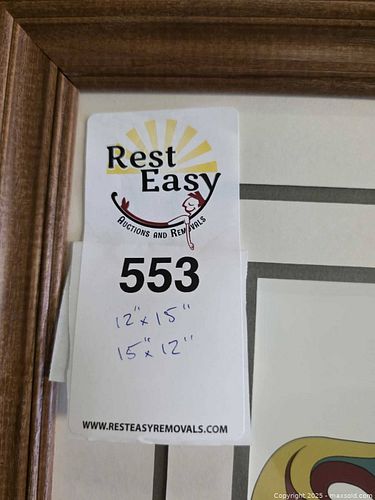 Rest
Easy
AUCTIONS AND REMOVALS
553
12" x 15"
15" x 12"
WWW.RESTEASYREMOVALS.COM
Copyright 2025 - maxsold.com